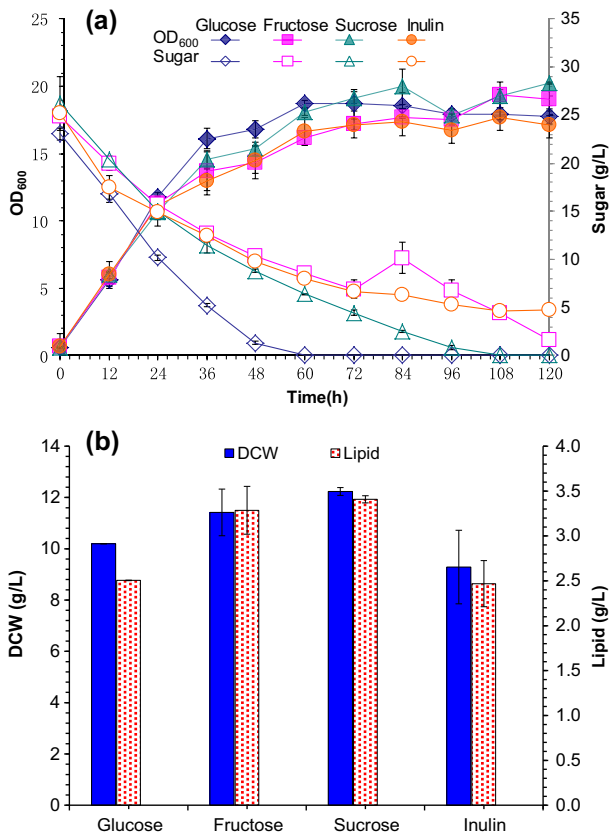 (a)
Glucose Fructose Sucrose Inulin
OD600
Sugar
25
20
15
10
5
0
OD600
35
30
25
20
15
10
5
0
Sugar (g/L)
0 12 24 36 48 60 72 84 96 108 120
Time(h)
(b)
DCW Lipid
14
12
10
8
6
4
2
0
DCW (g/L)
4.0
3.5
3.0
2.5
2.0
1.5
1.0
0.5
0.0
Lipid (g/L)
Glucose Fructose Sucrose Inulin